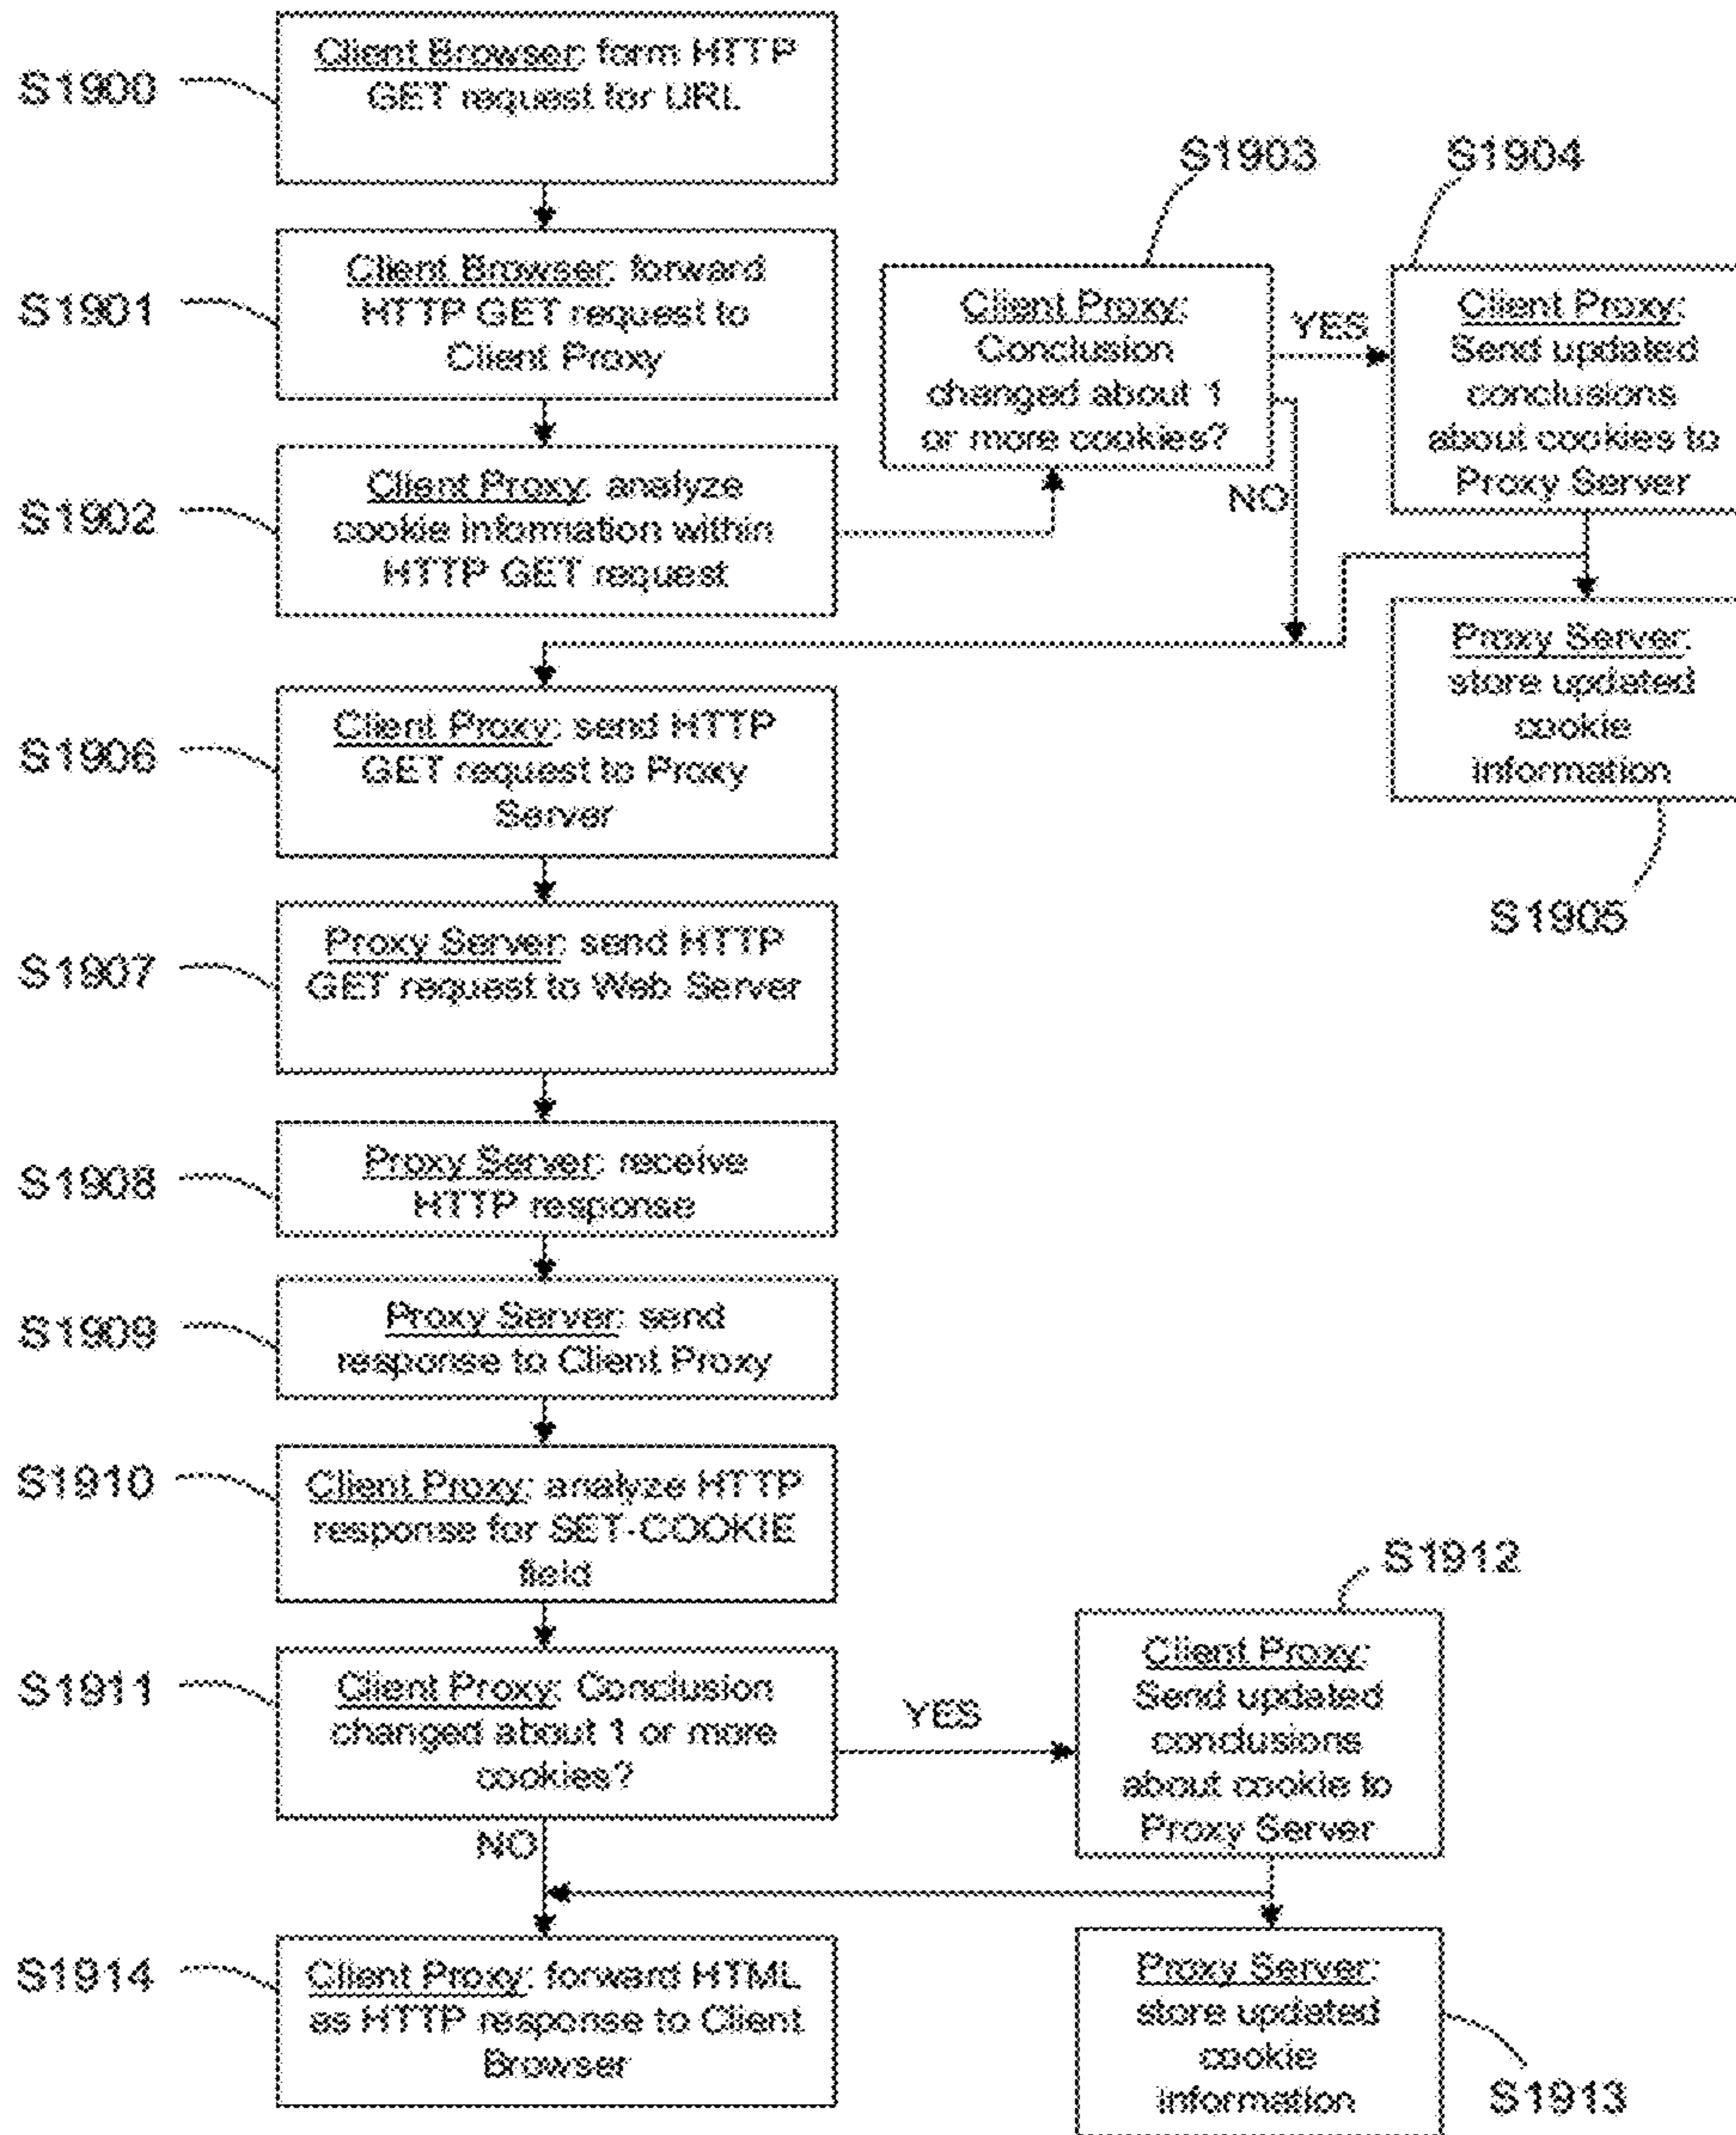 S1900
Client Browser: form HTTP
GET request for URL
S1901
Client Browser: forward
HTTP GET request to
Client Proxy
S1902
Client Proxy: analyze
cookie information within
HTTP GET request
S1903
Client Proxy:
Conclusion
changed about 1
or more cookies?
YES
NO
S1904
Client Proxy:
Send updated
conclusions
about cookies to
Proxy Server
Proxy Server:
store updated
cookie
information
S1905
S1906
Client Proxy: send HTTP
GET request to Proxy
Server
S1907
Proxy Server: send HTTP
GET request to Web Server
S1908
Proxy Server: receive
HTTP response
S1909
Proxy Server: send
response to Client Proxy
S1910
Client Proxy: analyze HTTP
response for SET-COOKIE
field
S1911
Client Proxy: Conclusion
changed about 1 or more
cookies?
YES
NO
S1912
Client Proxy:
Send updated
conclusions
about cookie to
Proxy Server
S1914
Client Proxy: forward HTML
as HTTP response to Client
Browser
Proxy Server:
store updated
cookie
information
S1913